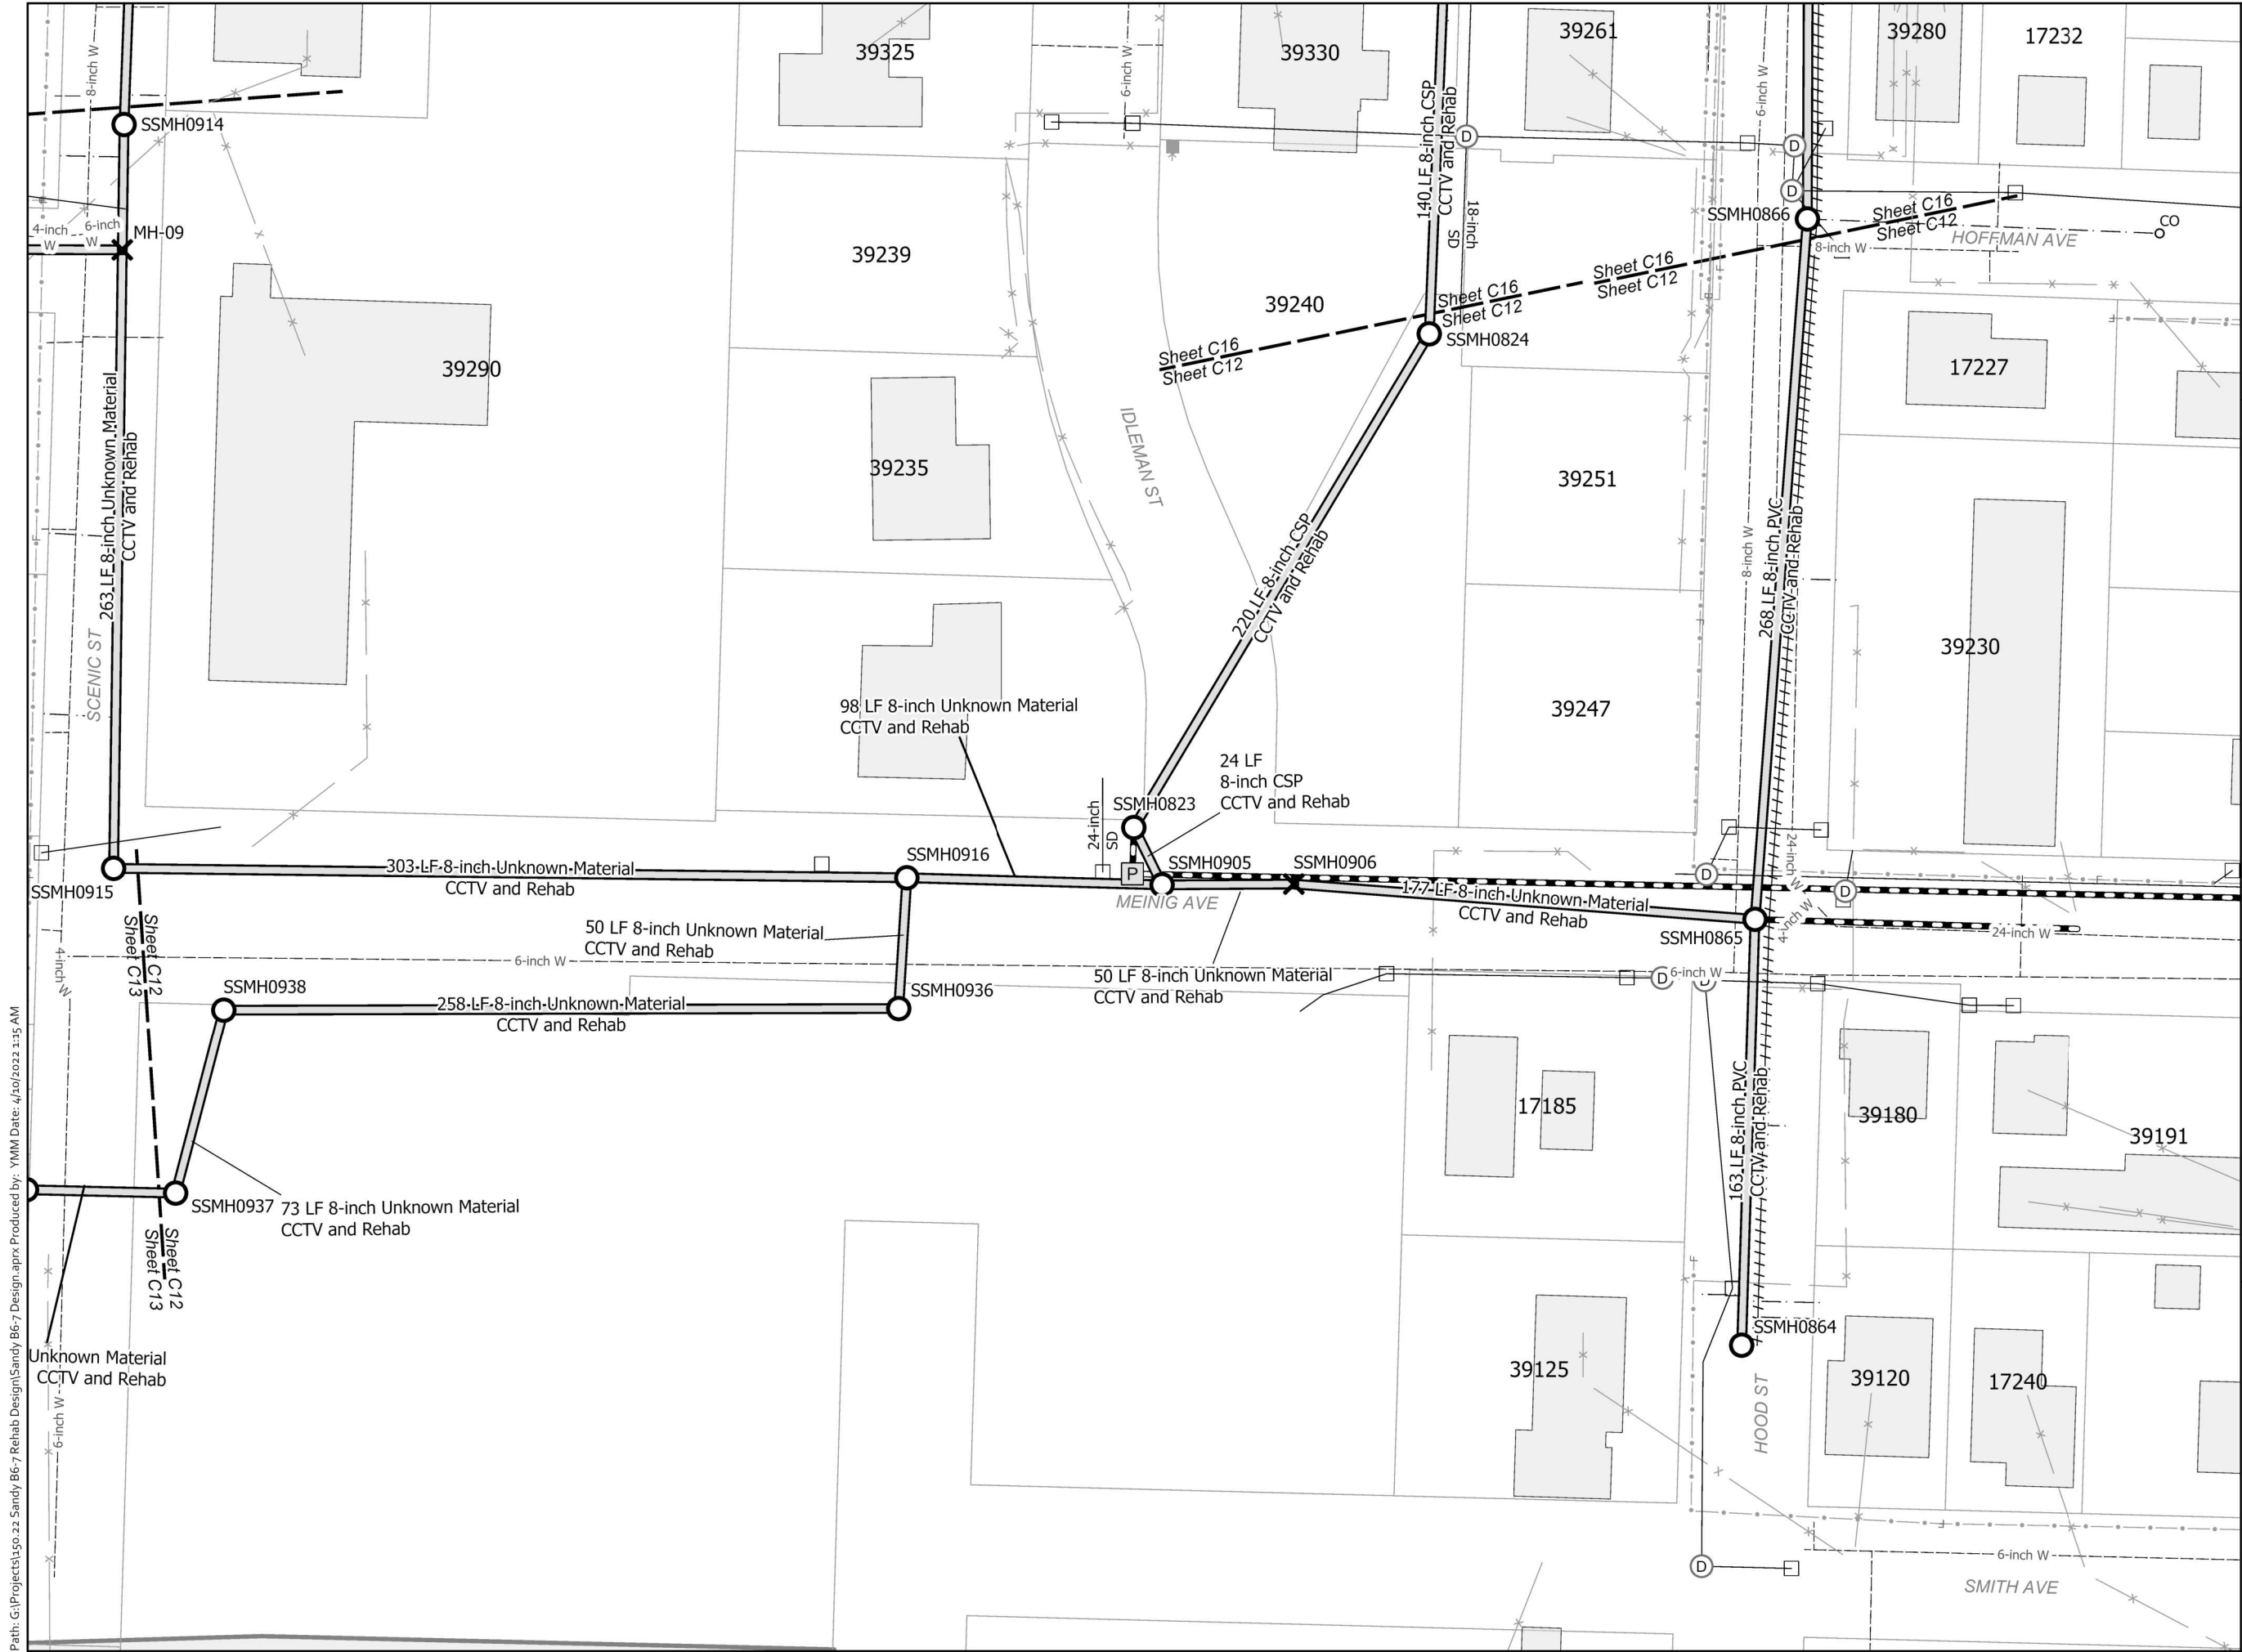 39325
39330
39261
39280
17232
8-inch W
6-inch W
6-inch W
SSMH0914
140 LF 8-inch CSP
CCTV and Rehab
D
D
D
4-inch
W
6-inch
W
MH-09
18-inch
SD
SSMH0866
Sheet C16
Sheet C12
CO
8-inch W
HOFFMAN AVE
39239
39240
Sheet C16
Sheet C12
Sheet C16
Sheet C12
SSMH0824
Sheet C16
Sheet C12
39290
17227
263 LF 8-inch Unknown Material
CCTV and Rehab
39235
IDLEMAN ST
39251
220 LF 8-inch CSP
CCTV and Rehab
8-inch W
268 LF 8-inch PVC
CCTV and Rehab
SCENIC ST
39230
98 LF 8-inch Unknown Material
CCTV and Rehab
39247
24 LF
8-inch CSP
CCTV and Rehab
24-inch
SD
SSMH0823
24-inch W
SSMH0915
303 LF 8-inch Unknown Material
CCTV and Rehab
SSMH0916
P
SSMH0905
SSMH0906
MEINIG AVE
177 LF 8-inch Unknown Material
CCTV and Rehab
D
D
4-inch W
24-inch W
SSMH0865
Sheet C12
Sheet C13
50 LF 8-inch Unknown Material
CCTV and Rehab
4-inch W
6-inch W
50 LF 8-inch Unknown Material
CCTV and Rehab
6-inch W
D
D
SSMH0938
258 LF 8-inch Unknown Material
CCTV and Rehab
SSMH0936
17185
163 LF 8-inch PVC
CCTV and Rehab
39180
39191
SSMH0937
73 LF 8-inch Unknown Material
CCTV and Rehab
Sheet C12
Sheet C13
SSMH0864
Unknown Material
CCTV and Rehab
6-inch W
39125
HOOD ST
39120
17240
D
6-inch W
SMITH AVE
Path: G:\Projects\150.22 Sandy B6-7 Rehab Design\Sandy B6-7 Design.aprx Produced by: YMM Date: 4/10/2022 1:15 AM